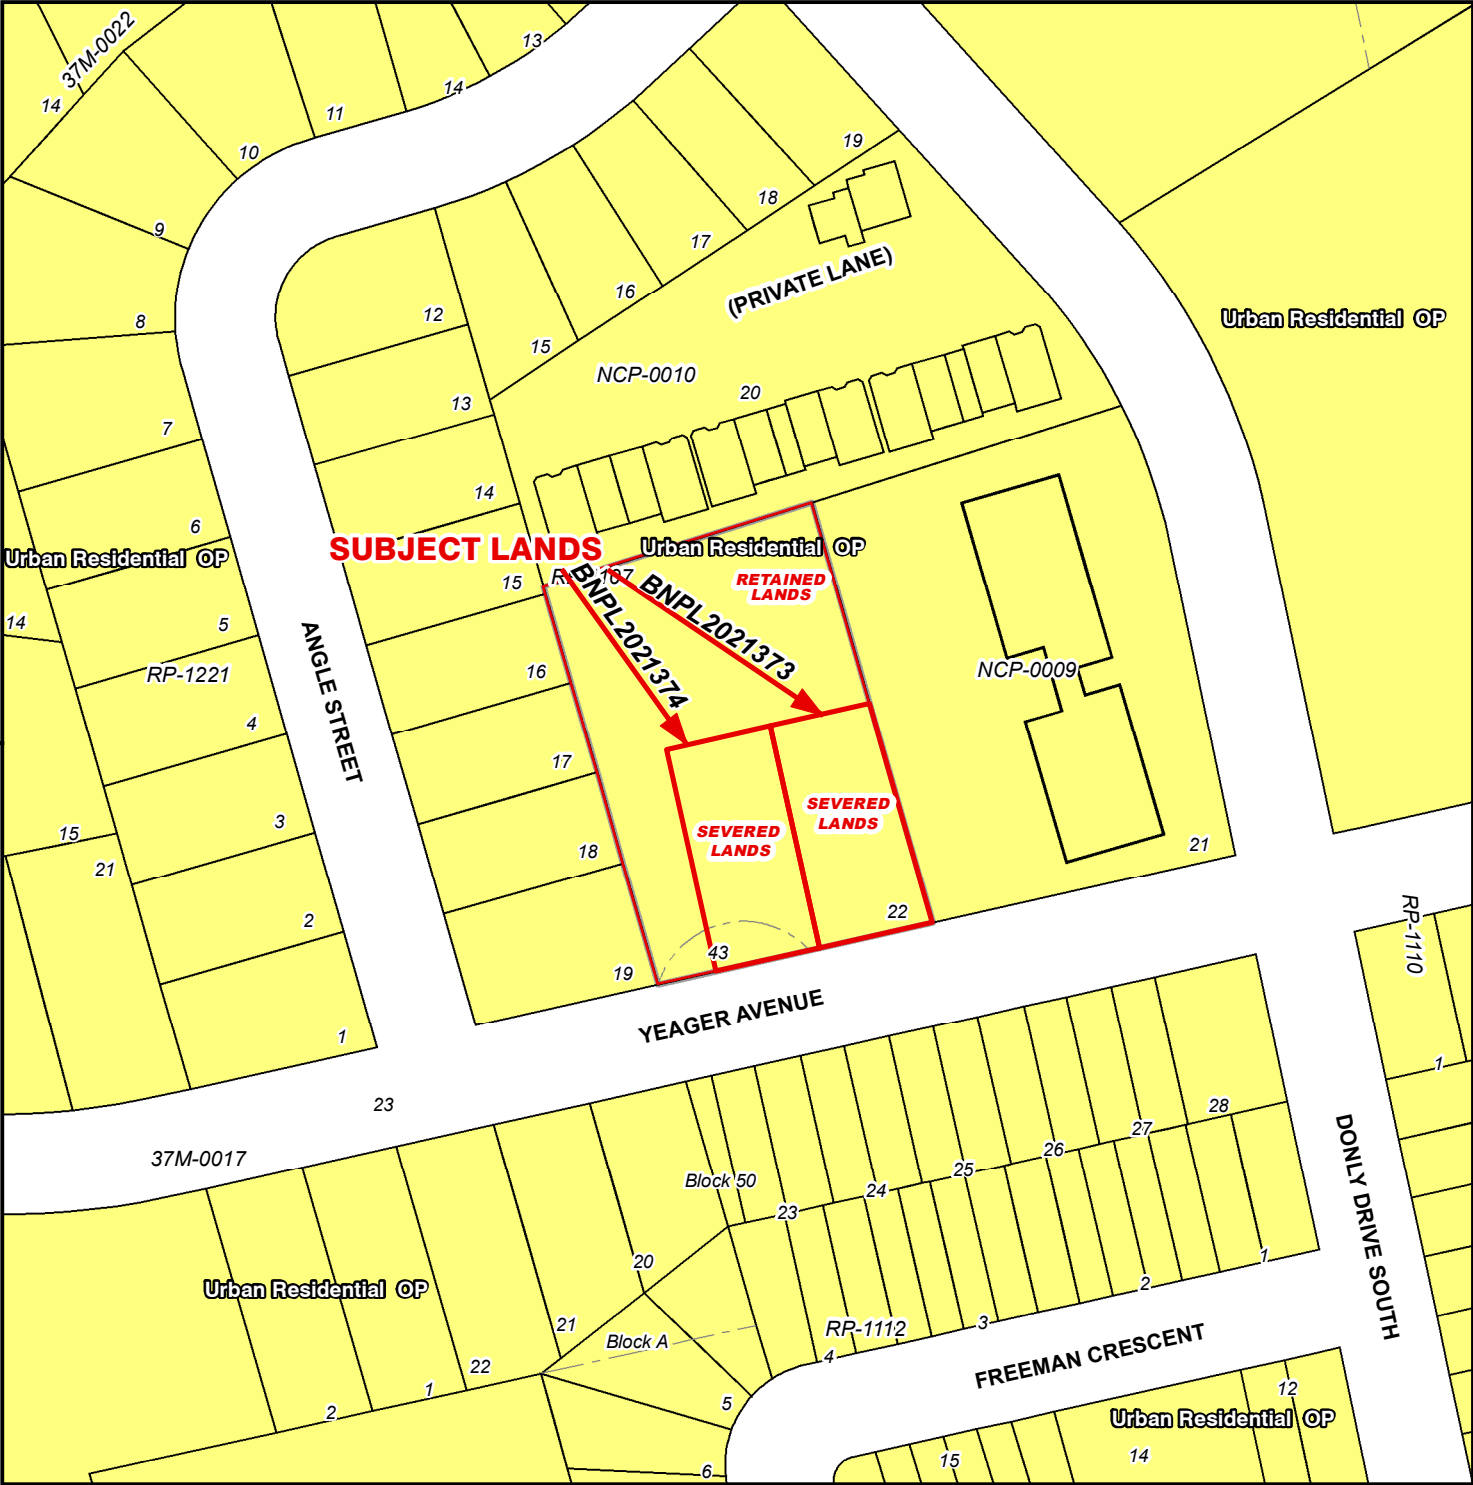 37M-0022
14
13
14
11
10
9
8
7
6
5
4
3
2
1
12
13
14
15
16
17
18
19
15
16
17
18
19
(PRIVATE LANE)
NCP-0010
20
Urban Residential OP
Urban Residential OP
SUBJECT LANDS
Urban Residential OP
RETAINED
LANDS
BNPL2021374
BNPL2021373
14
RP-1221
ANGLE STREET
NCP-0009
SEVERED
LANDS
SEVERED
LANDS
15
21
21
22
43
RP-1110
YEAGER AVENUE
1
23
37M-0017
Block 50
23
24
25
26
27
28
DONLY DRIVE SOUTH
Urban Residential OP
20
21
22
1
2
Block A
RP-1112
4
3
2
1
FREEMAN CRESCENT
5
6
12
Urban Residential OP
15
14